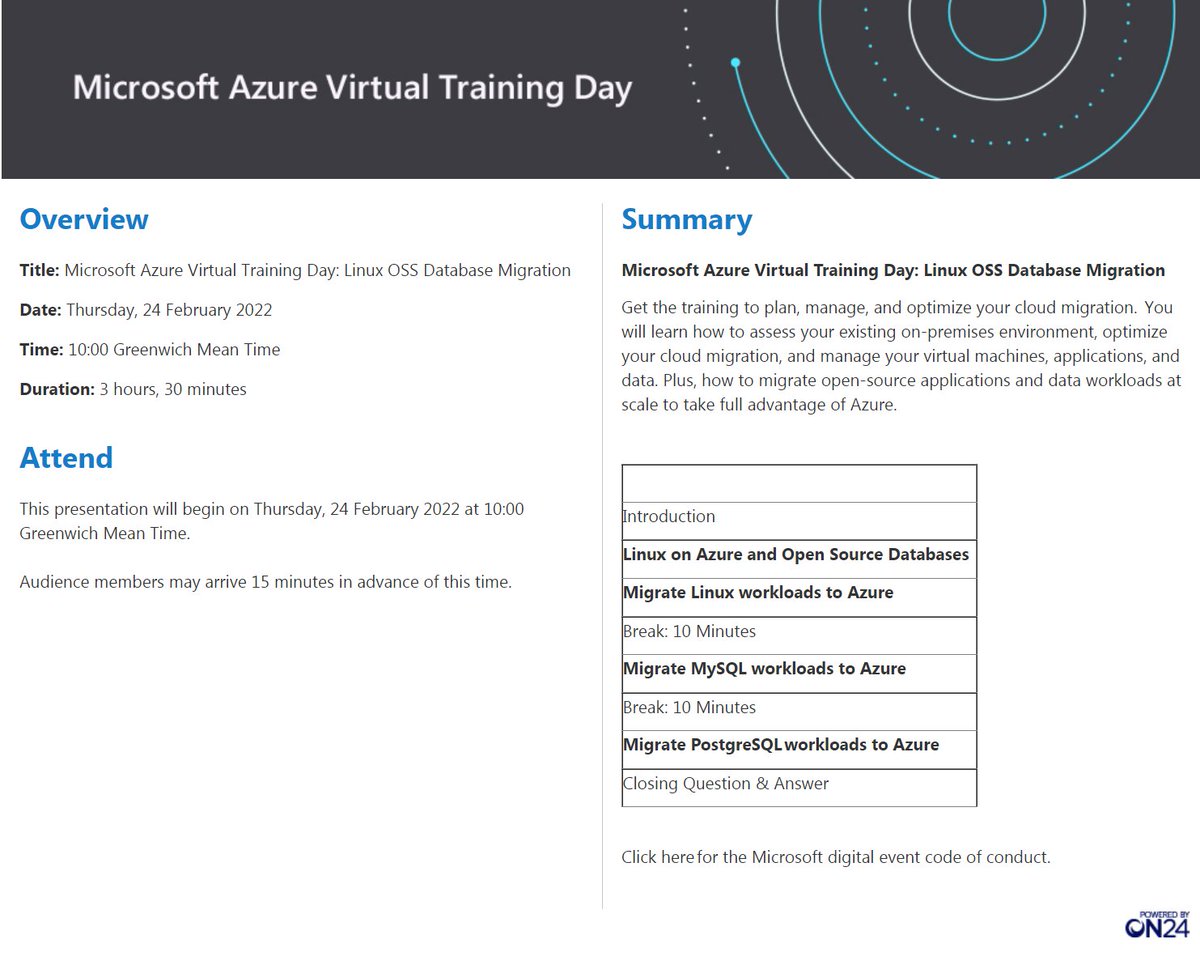 Microsoft Azure Virtual Training Day
Overview
Title: Microsoft Azure Virtual Training Day: Linux OSS Database Migration
Date: Thursday, 24 February 2022
Time: 10:00 Greenwich Mean Time
Duration: 3 hours, 30 minutes
Attend
This presentation will begin on Thursday, 24 February 2022 at 10:00
Greenwich Mean Time.
Audience members may arrive 15 minutes in advance of this time.
Summary
Microsoft Azure Virtual Training Day: Linux OSS Database Migration
Get the training to plan, manage, and optimize your cloud migration. You
will learn how to assess your existing on-premises environment, optimize
your cloud migration, and manage your virtual machines, applications, and
data. Plus, how to migrate open-source applications and data workloads at
scale to take full advantage of Azure.
Introduction
Linux on Azure and Open Source Databases
Migrate Linux workloads to Azure
Break: 10 Minutes
Migrate MySQL workloads to Azure
Break: 10 Minutes
Migrate PostgreSQL workloads to Azure
Closing Question & Answer
Click here for the Microsoft digital event code of conduct.
POWERED BY
ON24